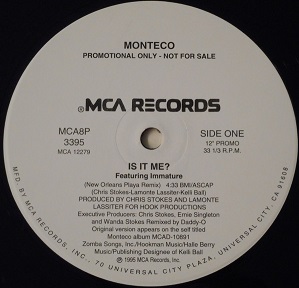 MONTECO
PROMOTIONAL ONLY - NOT FOR SALE
®MCA RECORDS
MCA8P
3395
MCA 12279
SIDE ONE
12" PROMO
33 1/3 R.P.M.
IS IT ME?
Featuring Immature
(New Orleans Playa Remix) 4:33 BMI/ASCAP
(Chris Stokes-Lamonte Lassiter-Kelli Ball)
PRODUCED BY CHRIS STOKES AND LAMONTE
LASSITER FOR HOOK PRODUCTIONS
Executive Producers: Chris Stokes, Ernie Singleton
and Wanda Stokes Remixed by Daddy-O
Original version appears on the self titled
Monteco album MCAD-10891
Zomba Songs, Inc/Hookman Music/Halle Berry
Music/Publishing Designee of Kelli Ball
℗ 1995 MCA Records, Inc.
MFD. BY MCA RECORDS, INC., 70 UNIVERSAL CITY PLAZA, UNIVERSAL CITY, CA 91608